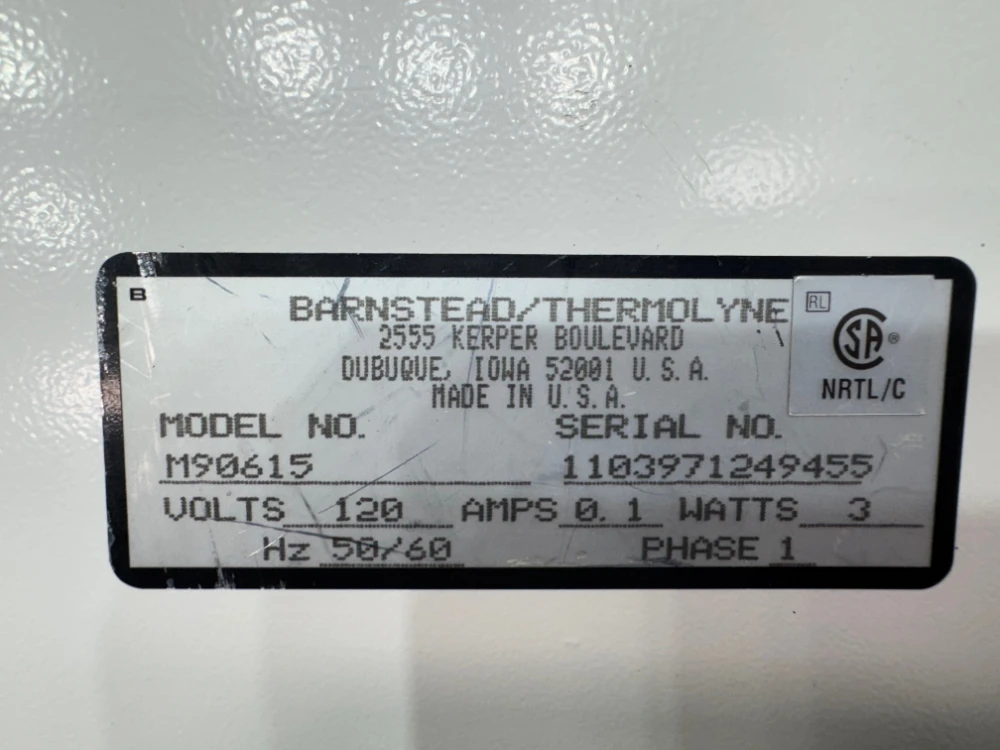 B
BARNSTEAD/THERMOLYNE
2555 KERPER BOULEVARD
DUBUQUE, IOWA 52001 U.S.A.
MADE IN U.S.A.
RL
SA ®
NRTL/C
MODEL NO. SERIAL NO.
M90615 1103971249455
VOLTS 120 AMPS 0.1 WATTS 3
Hz 50/60 PHASE 1